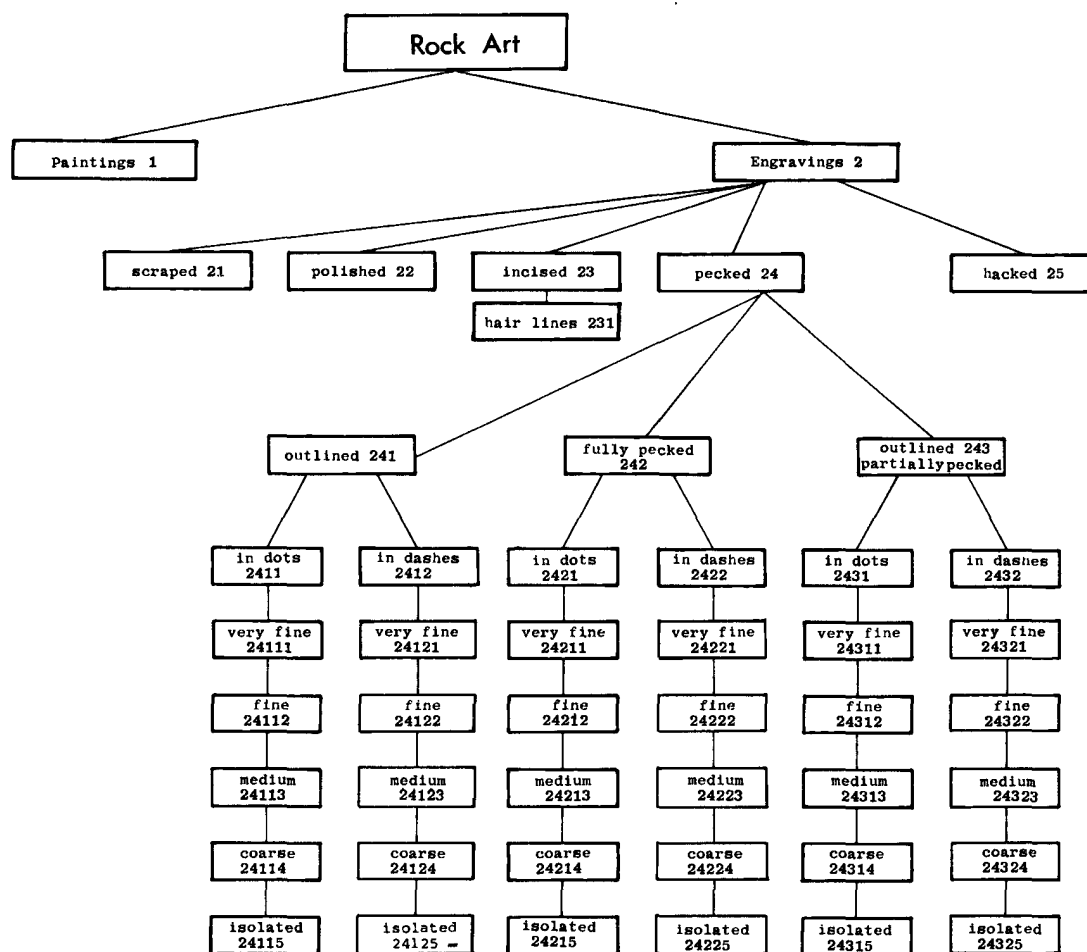 Rock Art
Paintings 1
Engravings 2
scraped 21
polished 22
incised 23
pecked 24
hacked 25
hair lines 231
outlined 241
fully pecked
242
outlined 243
partially pecked
in dots
2411
in dashes
2412
in dots
2421
in dashes
2422
in dots
2431
in dashes
2432
very fine
24111
very fine
24121
very fine
24211
very fine
24221
very fine
24311
very fine
24321
fine
24112
fine
24122
fine
24212
fine
24222
fine
24312
fine
24322
medium
24113
medium
24123
medium
24213
medium
24223
medium
24313
medium
24323
coarse
24114
coarse
24124
coarse
24214
coarse
24224
coarse
24314
coarse
24324
isolated
24115
isolated
24125
isolated
24215
isolated
24225
isolated
24315
isolated
24325